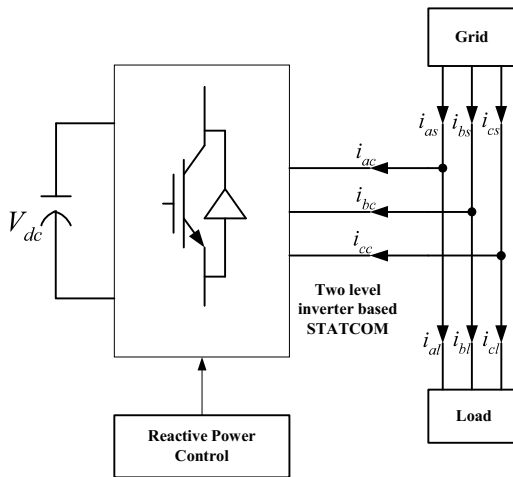 Grid
i_as i_bs i_cs
i_ac
i_bc
i_cc
V_dc
Two level
inverter based
STATCOM
i_al i_bl i_cl
Reactive Power
Control
Load